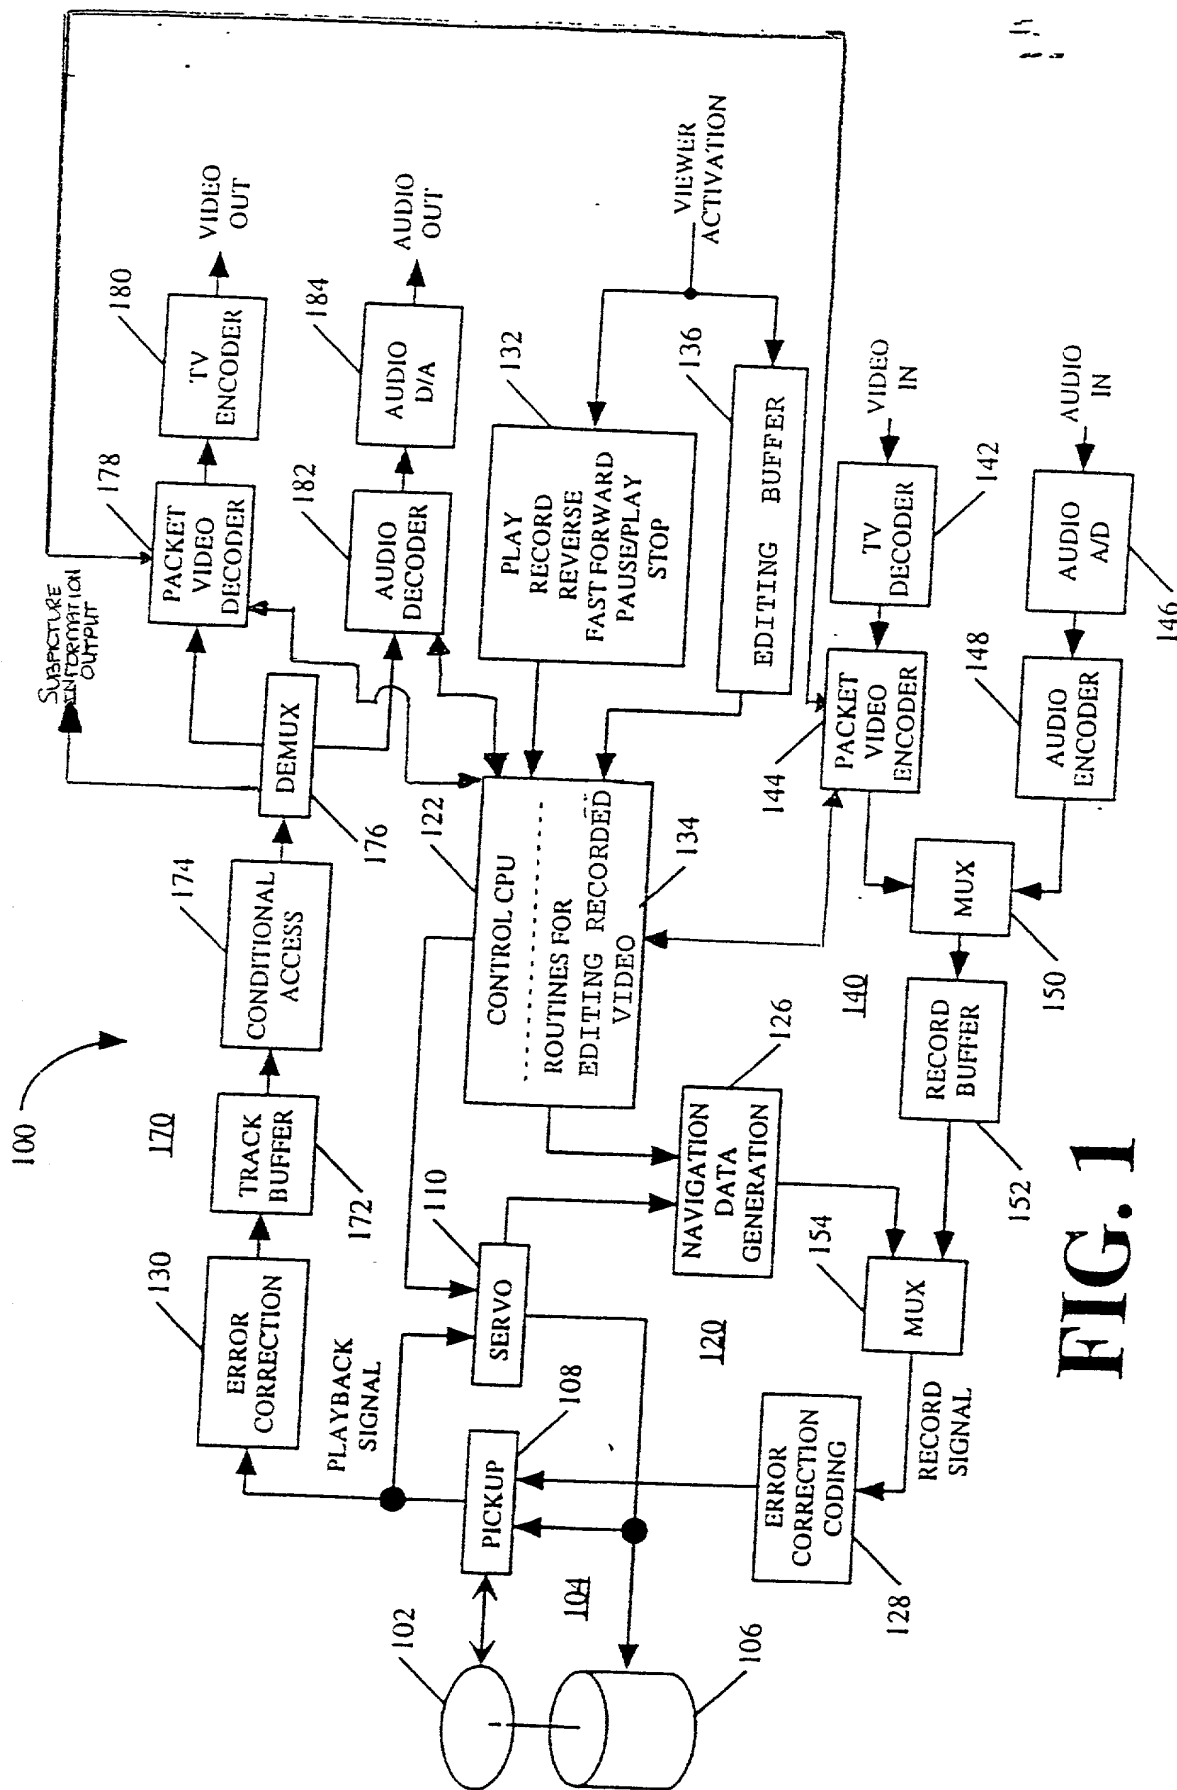 100
170
130
ERROR
CORRECTION
TRACK
BUFFER
172
174
CONDITIONAL
ACCESS
DEMUX
176
SUBPICTURE
INFORMATION
OUTPUT
178
PACKET
VIDEO
DECODER
180
TV
ENCODER
VIDEO
OUT
182
AUDIO
DECODER
184
AUDIO
D/A
AUDIO
OUT
PLAYBACK
SIGNAL
102
PICKUP
108
SERVO
110
104
106
122
CONTROL CPU
ROUTINES FOR
EDITING RECORDED
VIDEO
134
132
PLAY
RECORD
REVERSE
FAST FORWARD
PAUSE/PLAY
STOP
VIEWER
ACTIVATION
136
EDITING BUFFER
120
NAVIGATION
DATA
GENERATION
126
140
144
PACKET
VIDEO
ENCODER
TV
DECODER
142
VIDEO
IN
148
AUDIO
ENCODER
AUDIO
A/D
146
AUDIO
IN
MUX
150
RECORD
BUFFER
152
154
MUX
RECORD
SIGNAL
ERROR
CORRECTION
CODING
128
FIG. 1